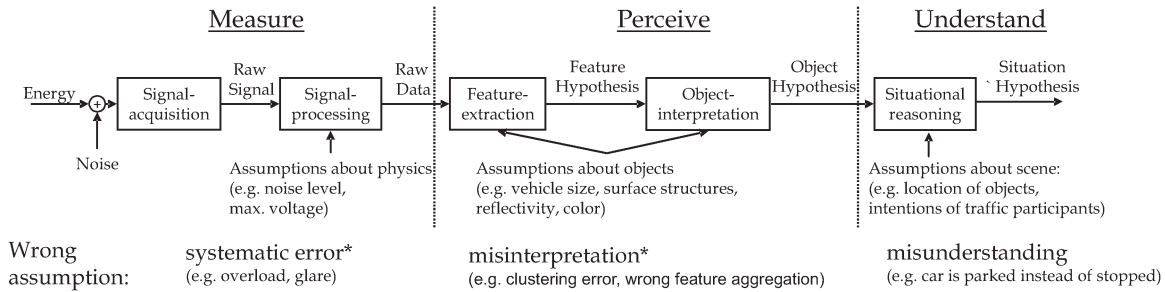 Measure
Perceive
Understand
Energy
+
Noise
Signal-
acquisition
Raw
Signal
Signal-
processing
Raw
Data
Feature-
extraction
Feature
Hypothesis
Object-
interpretation
Object
Hypothesis
Situational
reasoning
Situation
` Hypothesis
Assumptions about physics
(e.g. noise level,
max. voltage)
Assumptions about objects
(e.g. vehicle size, surface structures,
reflectivity, color)
Assumptions about scene:
(e.g. location of objects,
intentions of traffic participants)
Wrong
assumption:
systematic error*
(e.g. overload, glare)
misinterpretation*
(e.g. clustering error, wrong feature aggregation)
misunderstanding
(e.g. car is parked instead of stopped)